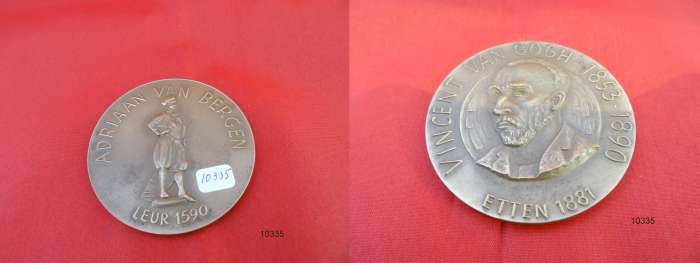 ADRIAAN VAN BERGEN
10335
LEUR 1590
10335
VINCENT VAN GOGH 1853-1890
ETTEN 1881
10335